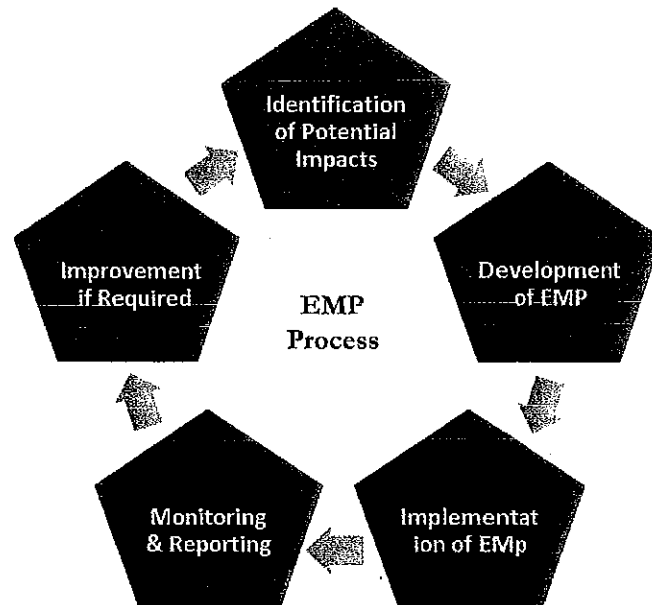 Identification
of Potential
Impacts
Development
of EMP
Implementat
ion of EMp
Monitoring
& Reporting
Improvement
if Required
EMP
Process